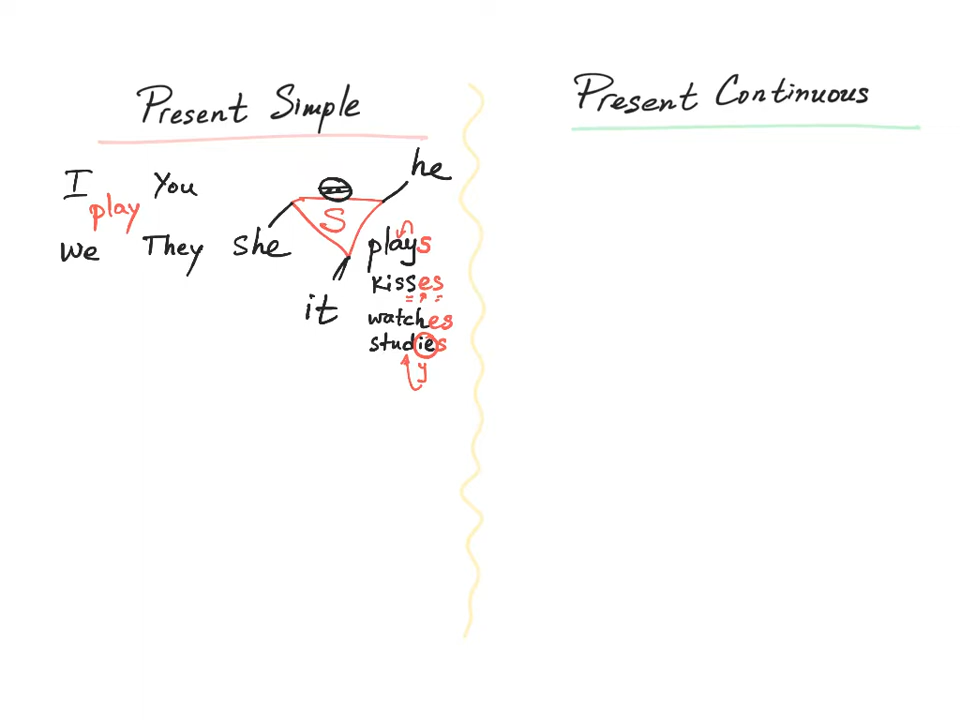 Present Simple
I You
play
We They
she he it
S
plays
kisses
watches
studies
y
Present Continuous